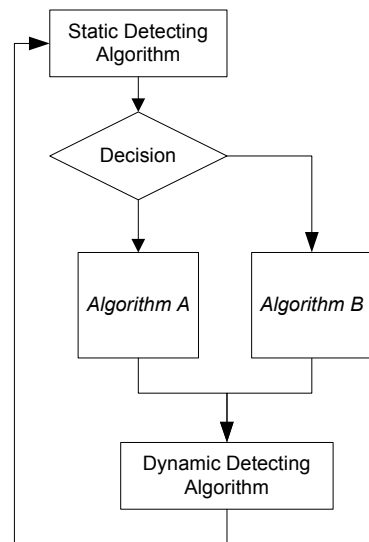 Static Detecting
Algorithm
Decision
Algorithm A
Algorithm B
Dynamic Detecting
Algorithm